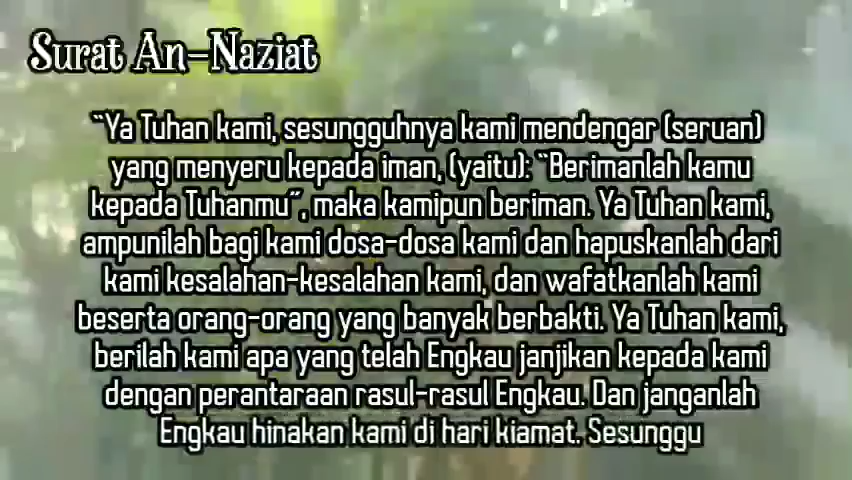 Surat An-Naziat
"Ya Tuhan kami, sesungguhnya kami mendengar (seruan)
yang menyeru kepada iman, (yaitu): "Berimanlah kamu
kepada Tuhanmu", maka kamipun beriman. Ya Tuhan kami,
ampunilah bagi kami dosa-dosa kami dan hapuskanlah dari
kami kesalahan-kesalahan kami, dan wafatkanlah kami
beserta orang-orang yang banyak berbakti. Ya Tuhan kami,
berilah kami apa yang telah Engkau janjikan kepada kami
dengan perantaraan rasul-rasul Engkau. Dan janganlah
Engkau hinakan kami di hari kiamat. Sesunggu